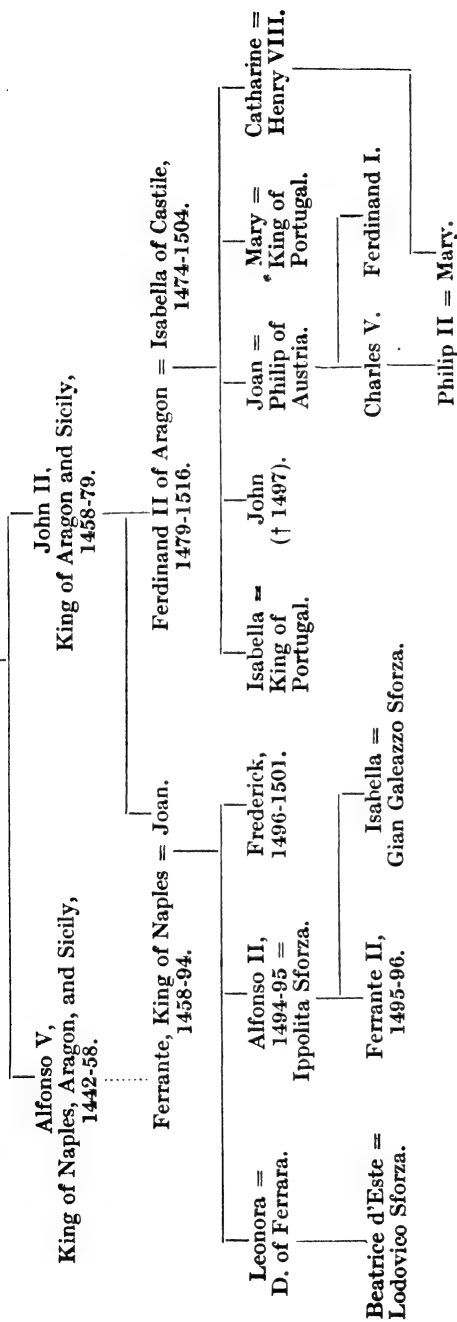 Alfonso V,
King of Naples, Aragon, and Sicily,
1442-58.
John II,
King of Aragon and Sicily,
1458-79.
Ferrante, King of Naples = Joan.
1458-94.
Ferdinand II of Aragon = Isabella of Castile,
1479-1516. 1474-1504.
Leonora =
D. of Ferrara.
Alfonso II,
1494-95 =
Ippolita Sforza.
Frederick,
1496-1501.
Isabella =
King of
Portugal.
John
(† 1497).
Joan =
Philip of
Austria.
Mary =
* King of
Portugal.
Catharine =
Henry VIII.
Beatrice d'Este =
Lodovico Sforza.
Ferrante II,
1495-96.
Isabella =
Gian Galeazzo Sforza.
Charles V. Ferdinand I.
Philip II = Mary.